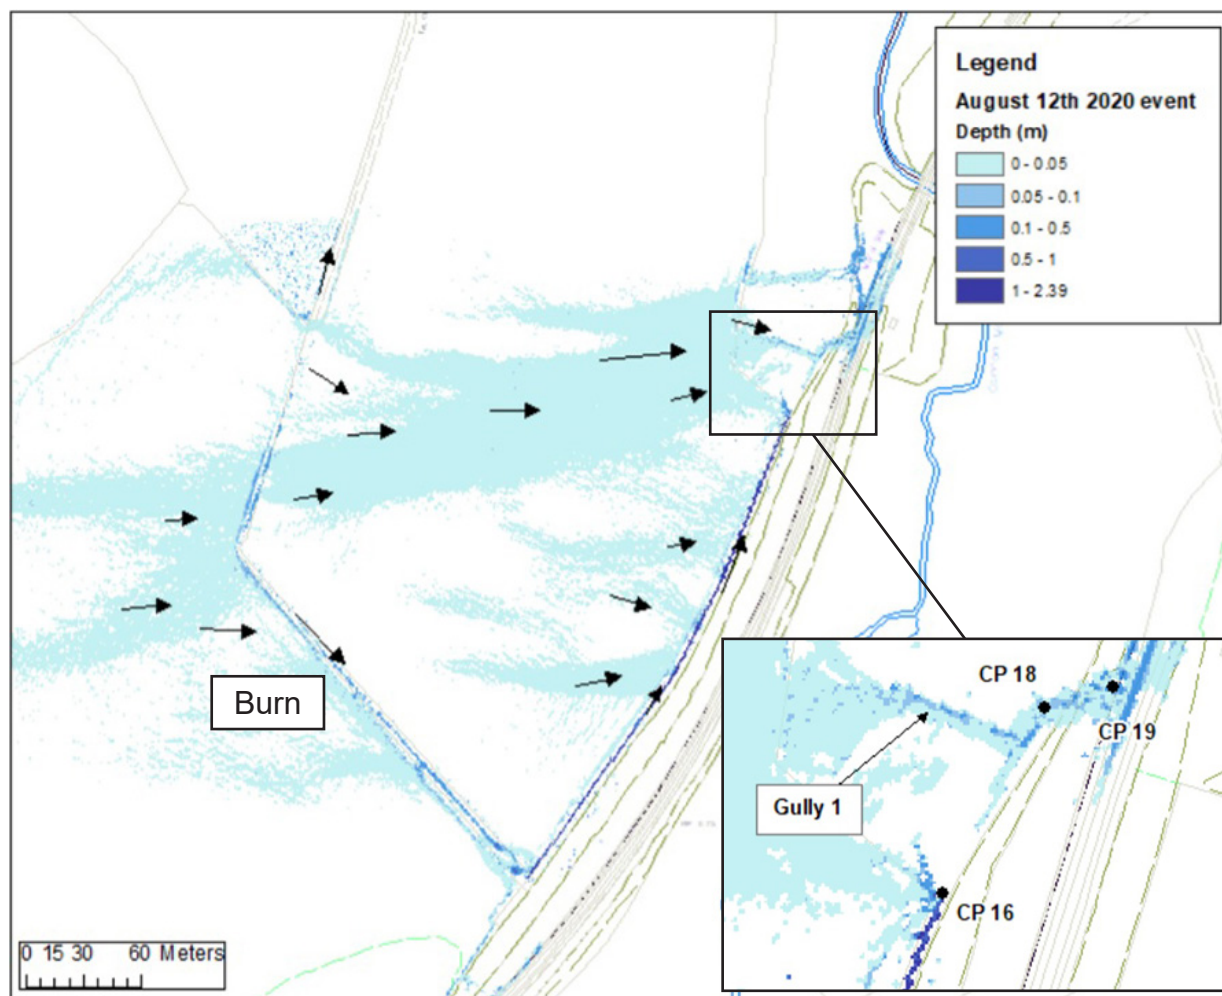 Legend
August 12th 2020 event
Depth (m)
0 - 0.05
0.05 - 0.1
0.1 - 0.5
0.5 - 1
1 - 2.39
Burn
CP 18
CP 19
Gully 1
CP 16
0 15 30 60 Meters